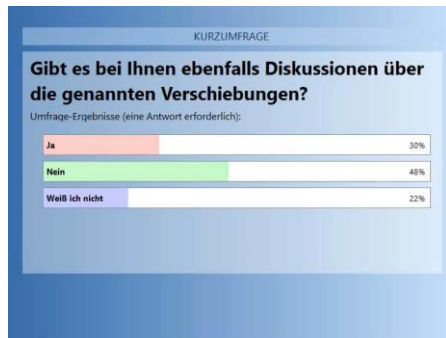 KURZUMFRAGE
Gibt es bei Ihnen ebenfalls Diskussionen über
die genannten Verschiebungen?
Umfrage-Ergebnisse (eine Antwort erforderlich):
Ja 30%
Nein 48%
Weiß ich nicht 22%